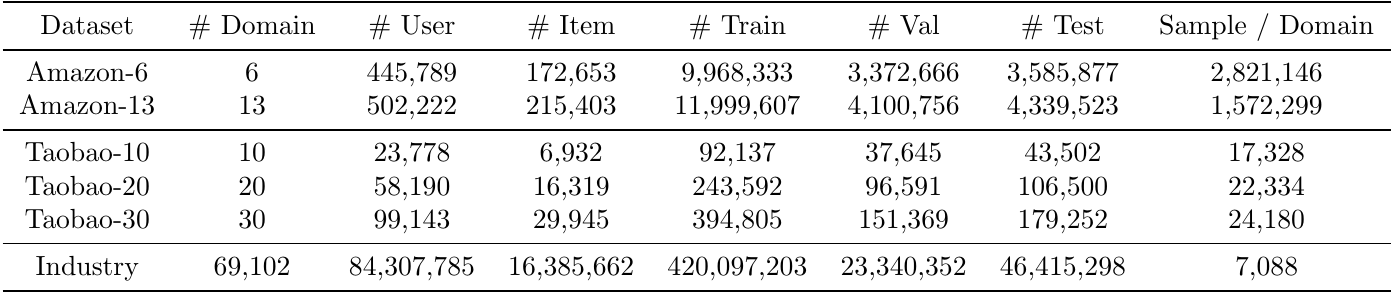 Dataset # Domain # User # Item # Train # Val # Test Sample / Domain
Amazon-6 6 445,789 172,653 9,968,333 3,372,666 3,585,877 2,821,146
Amazon-13 13 502,222 215,403 11,999,607 4,100,756 4,339,523 1,572,299
Taobao-10 10 23,778 6,932 92,137 37,645 43,502 17,328
Taobao-20 20 58,190 16,319 243,592 96,591 106,500 22,334
Taobao-30 30 99,143 29,945 394,805 151,369 179,252 24,180
Industry 69,102 84,307,785 16,385,662 420,097,203 23,340,352 46,415,298 7,088